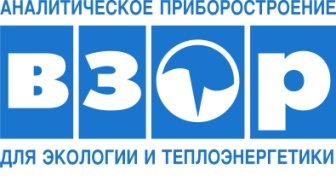 АНАЛИТИЧЕСКОЕ ПРИБОРОСТРОЕНИЕ
ВЗОР
ДЛЯ ЭКОЛОГИИ И ТЕПЛОЭНЕРГЕТИКИ